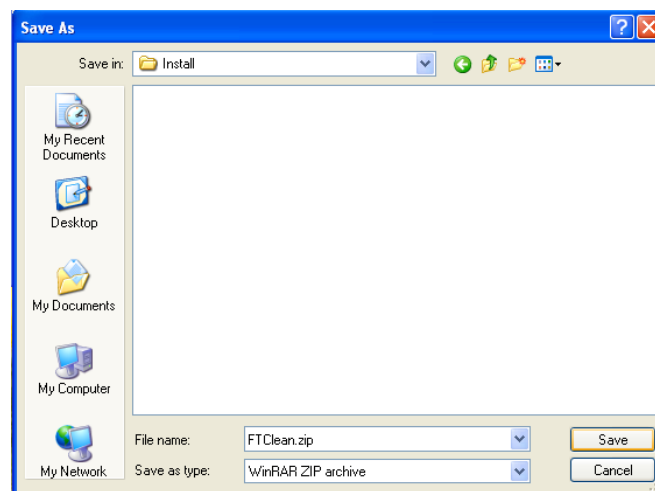 Save As
Save in:
Install
My Recent
Documents
Desktop
My Documents
My Computer
My Network
File name:
FTClean.zip
Save
Save as type:
WinRAR ZIP archive
Cancel